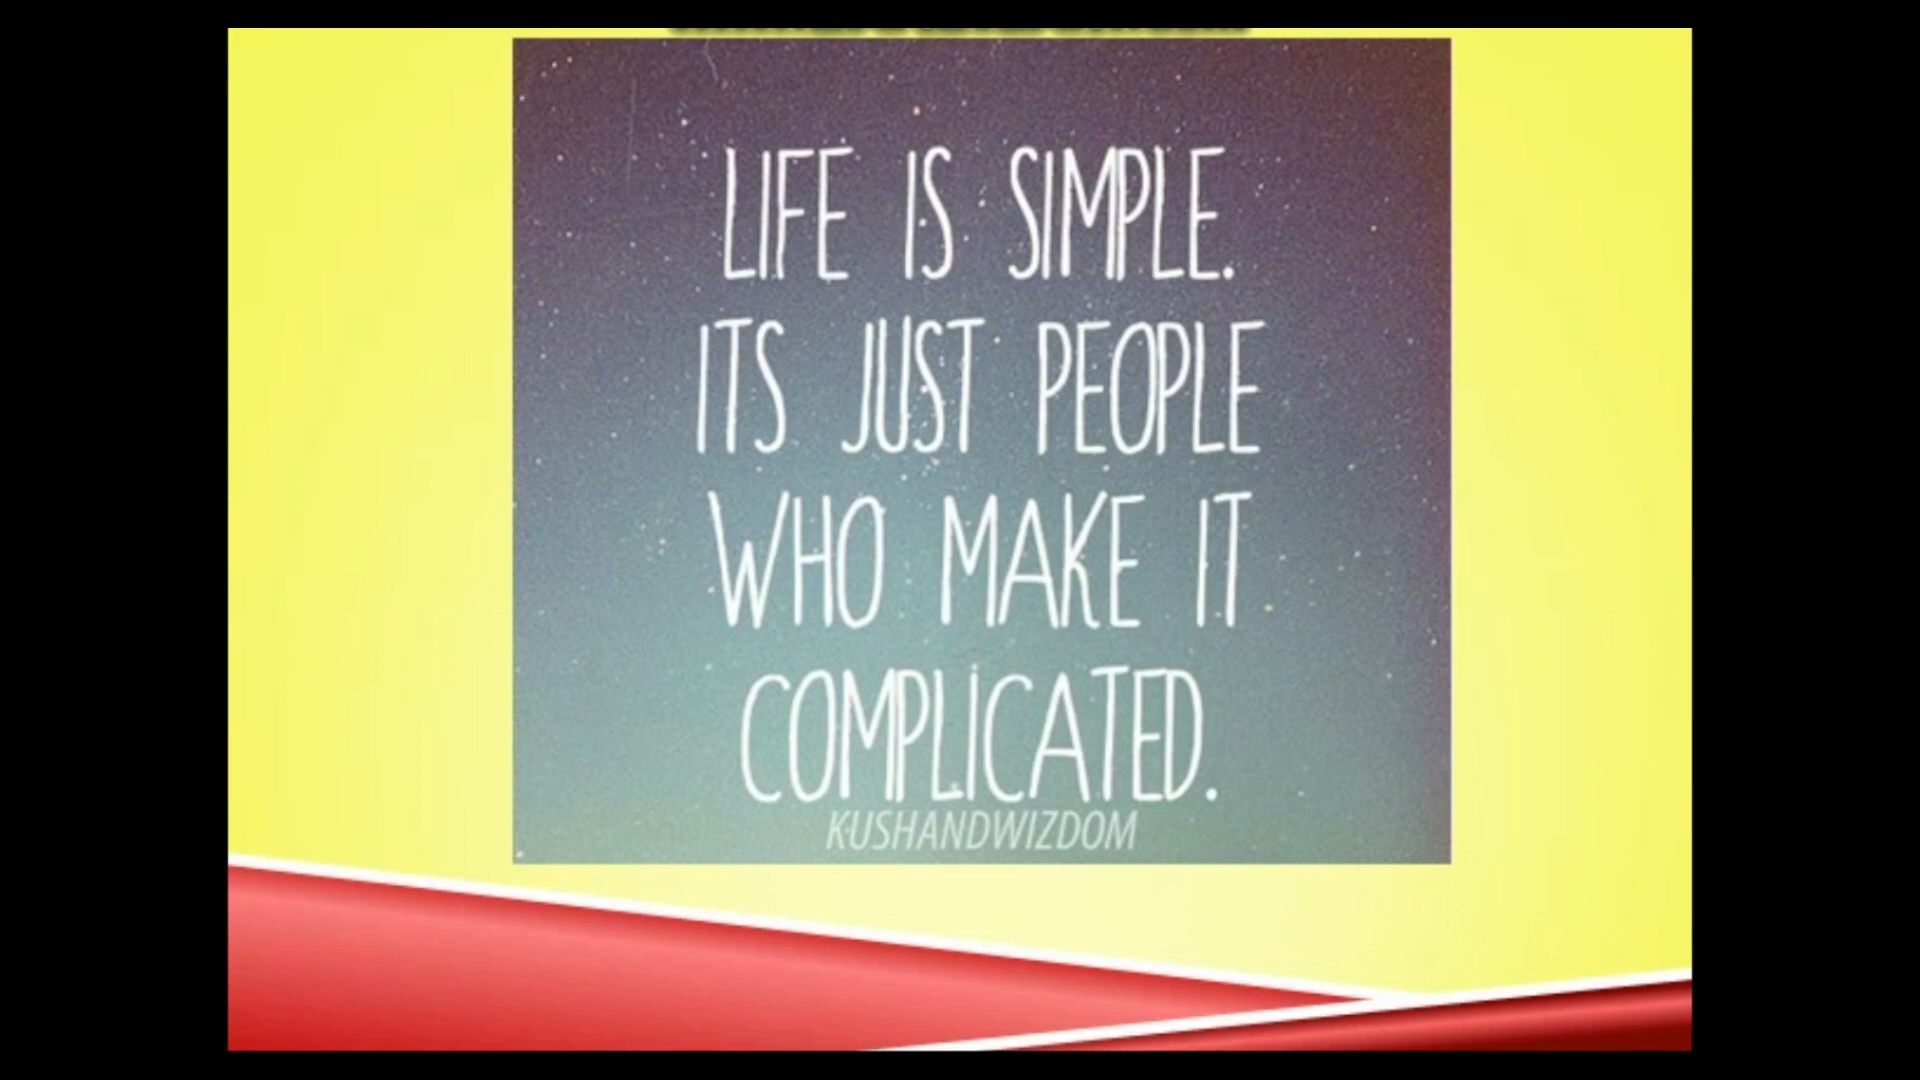 LIFE IS SIMPLE.
ITS JUST PEOPLE
WHO MAKE IT
COMPLICATED.
KUSHANDWIZDOM